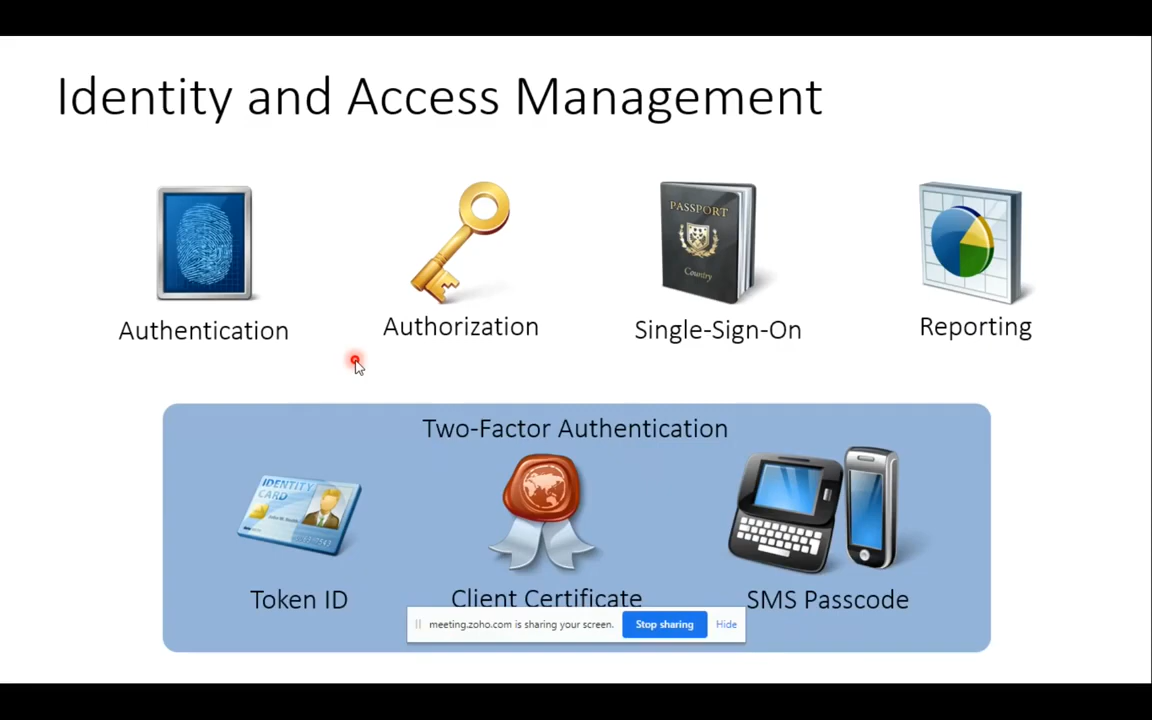 Identity and Access Management
PASSPORT
Country
Authentication
Authorization
Single-Sign-On
Reporting
Two-Factor Authentication
IDENTITY
CARD
Token ID
Client Certificate
SMS Passcode
meeting.zoho.com is sharing your screen.
Stop sharing
Hide